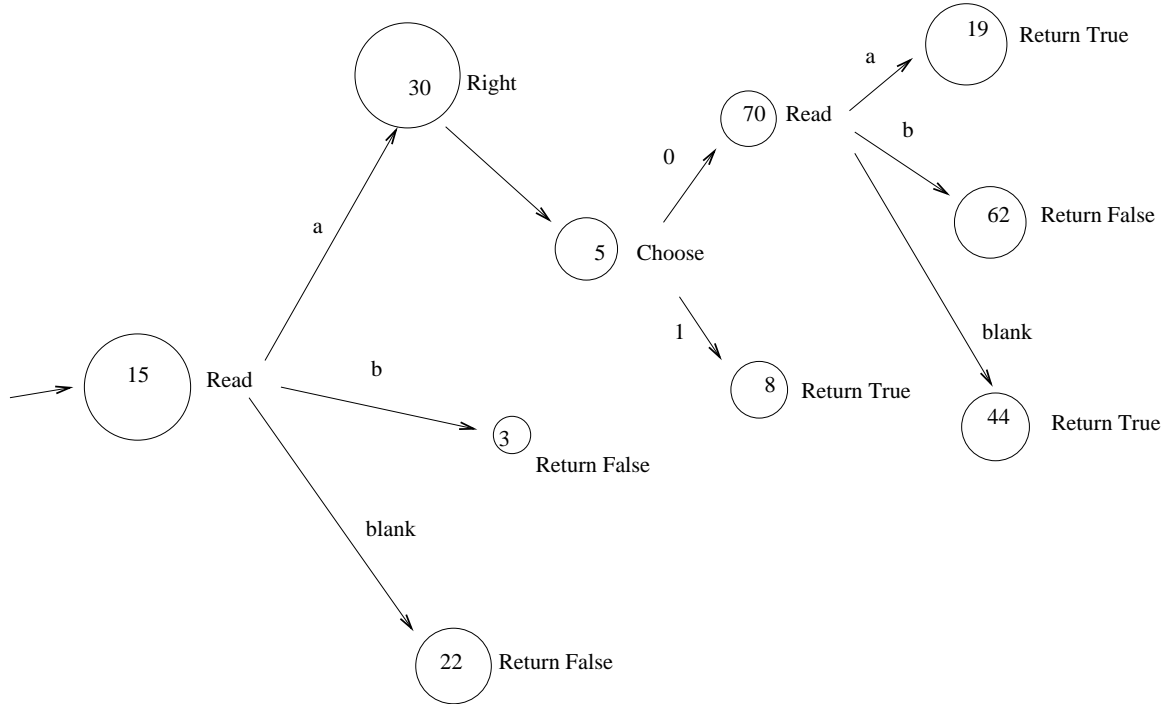 19
Return True
a
30
Right
70
Read
b
0
62
Return False
a
5
Choose
1
blank
15
Read
b
8
Return True
44
Return True
3
Return False
blank
22
Return False